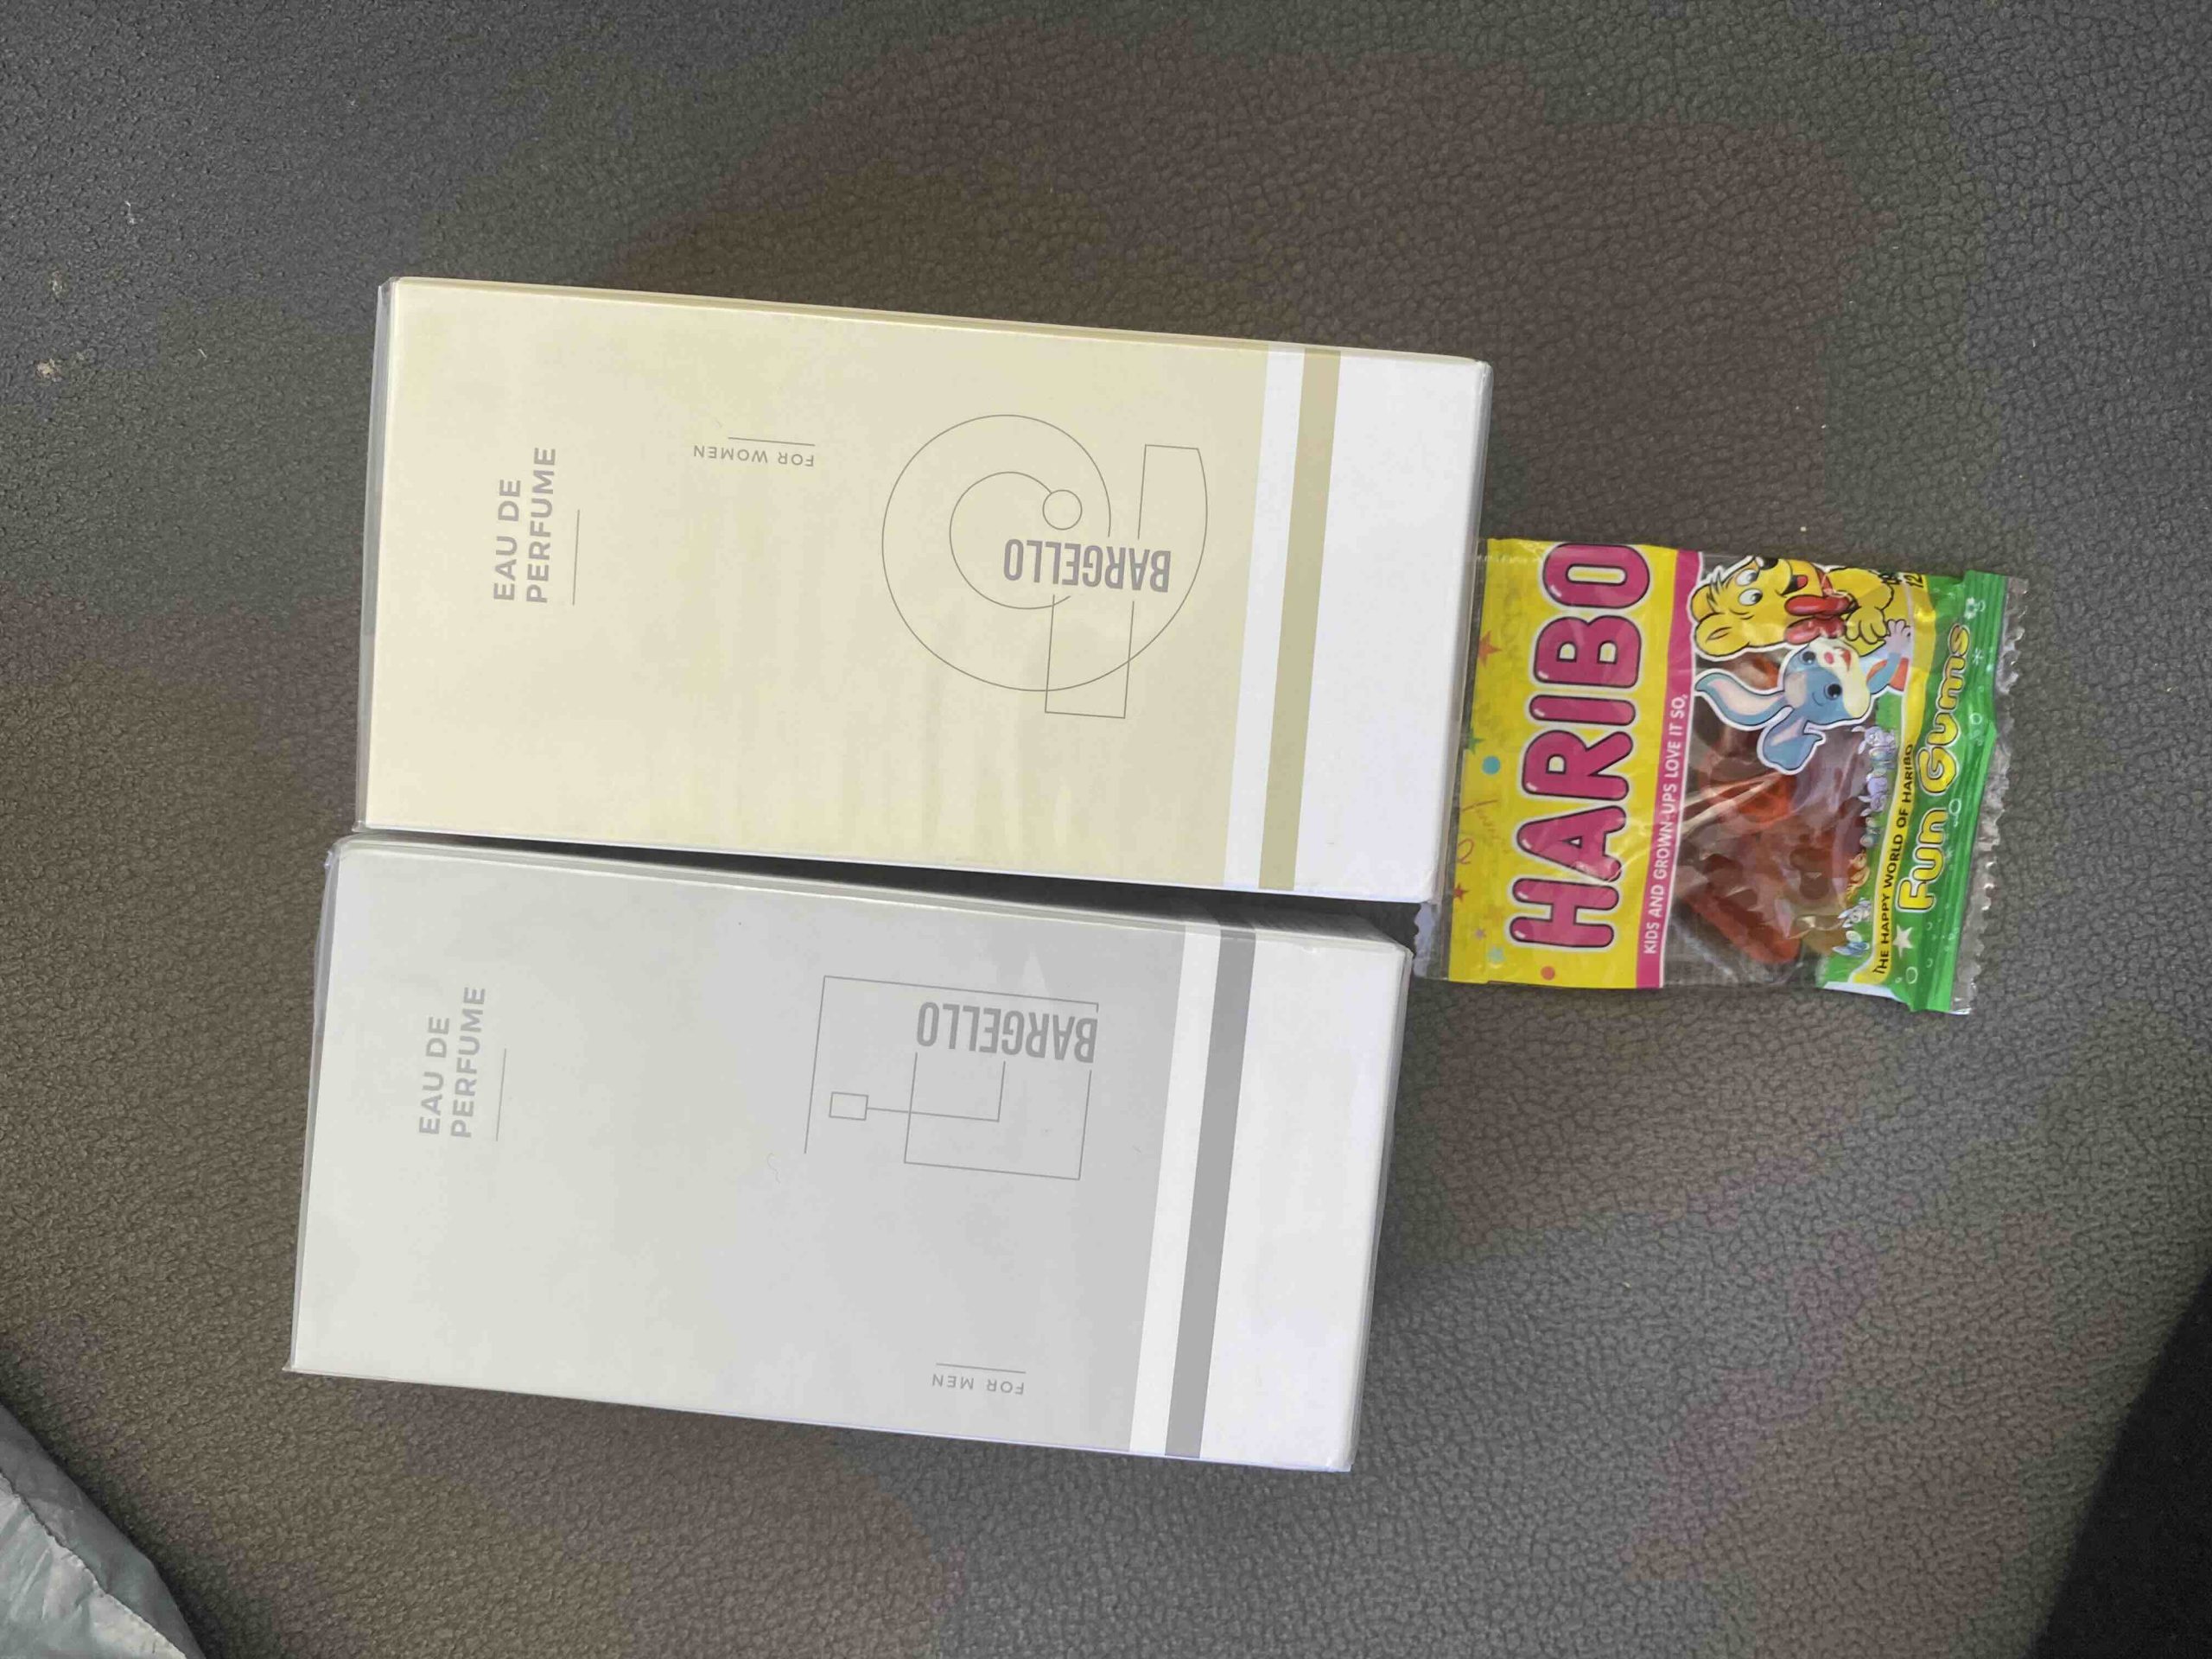 EAU DE
PERFUME
FOR WOMEN
BARGELLO
EAU DE
PERFUME
BARGELLO
FOR MEN
HARIBO
KIDS AND GROWN-UPS LOVE IT SO,
THE HAPPY WORLD OF HARIBO
Fun Gums